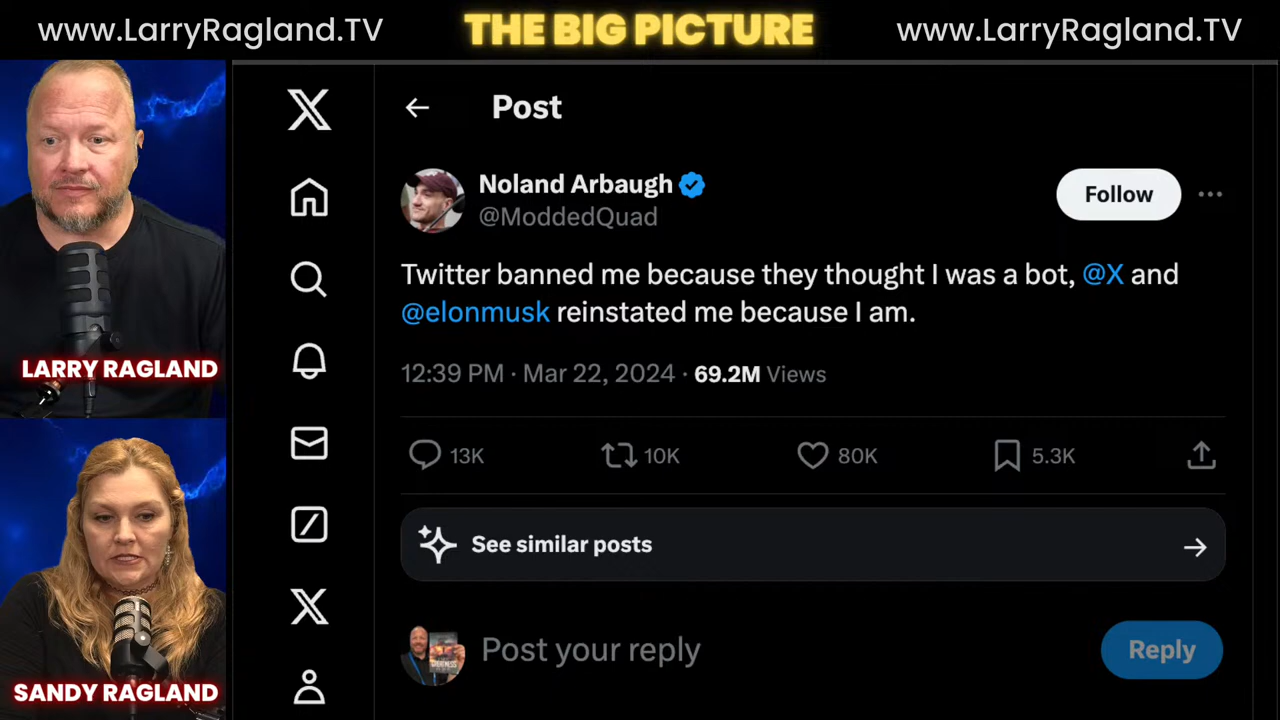 www.LarryRagland.TV
THE BIG PICTURE
www.LarryRagland.TV
LARRY RAGLAND
SANDY RAGLAND
Post
Noland Arbaugh
@ModdedQuad
Follow
Twitter banned me because they thought I was a bot, @X and
@elonmusk reinstated me because I am.
12:39 PM · Mar 22, 2024 · 69.2M Views
13K 10K 80K 5.3K
See similar posts
Post your reply
Reply